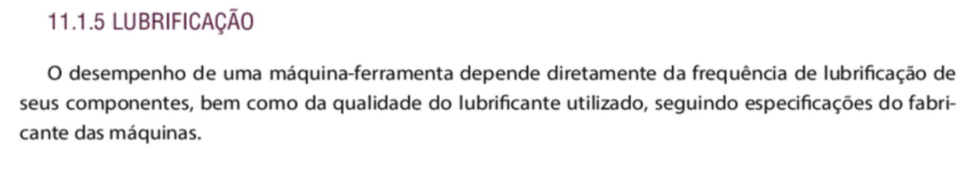 11.1.5 LUBRIFICAÇÃO
O desempenho de uma máquina-ferramenta depende diretamente da frequência de lubrificação de
seus componentes, bem como da qualidade do lubrificante utilizado, seguindo especificações do fabri-
cante das máquinas.